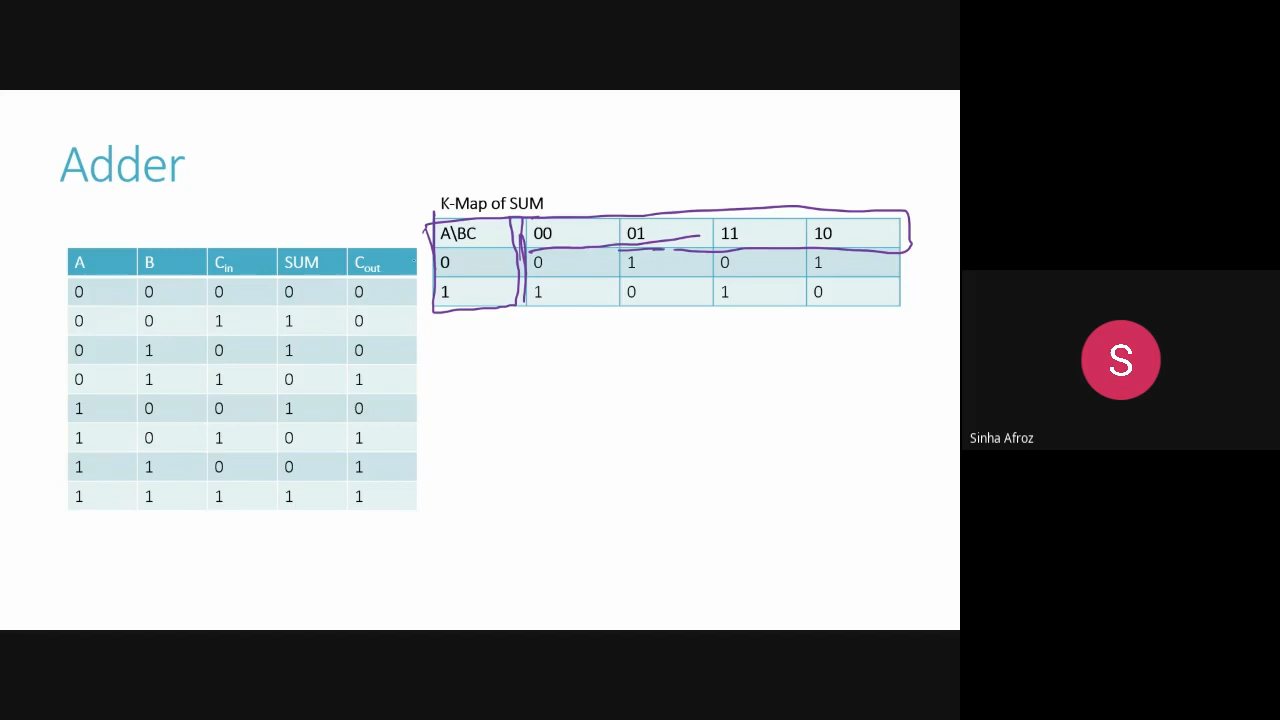 Adder
K-Map of SUM
A\BC 00 01 11 10
0 0 1 0 1
1 1 0 1 0
A B Cin SUM Cout
0 0 0 0 0
0 0 1 1 0
0 1 0 1 0
0 1 1 0 1
1 0 0 1 0
1 0 1 0 1
1 1 0 0 1
1 1 1 1 1
S
Sinha Afroz